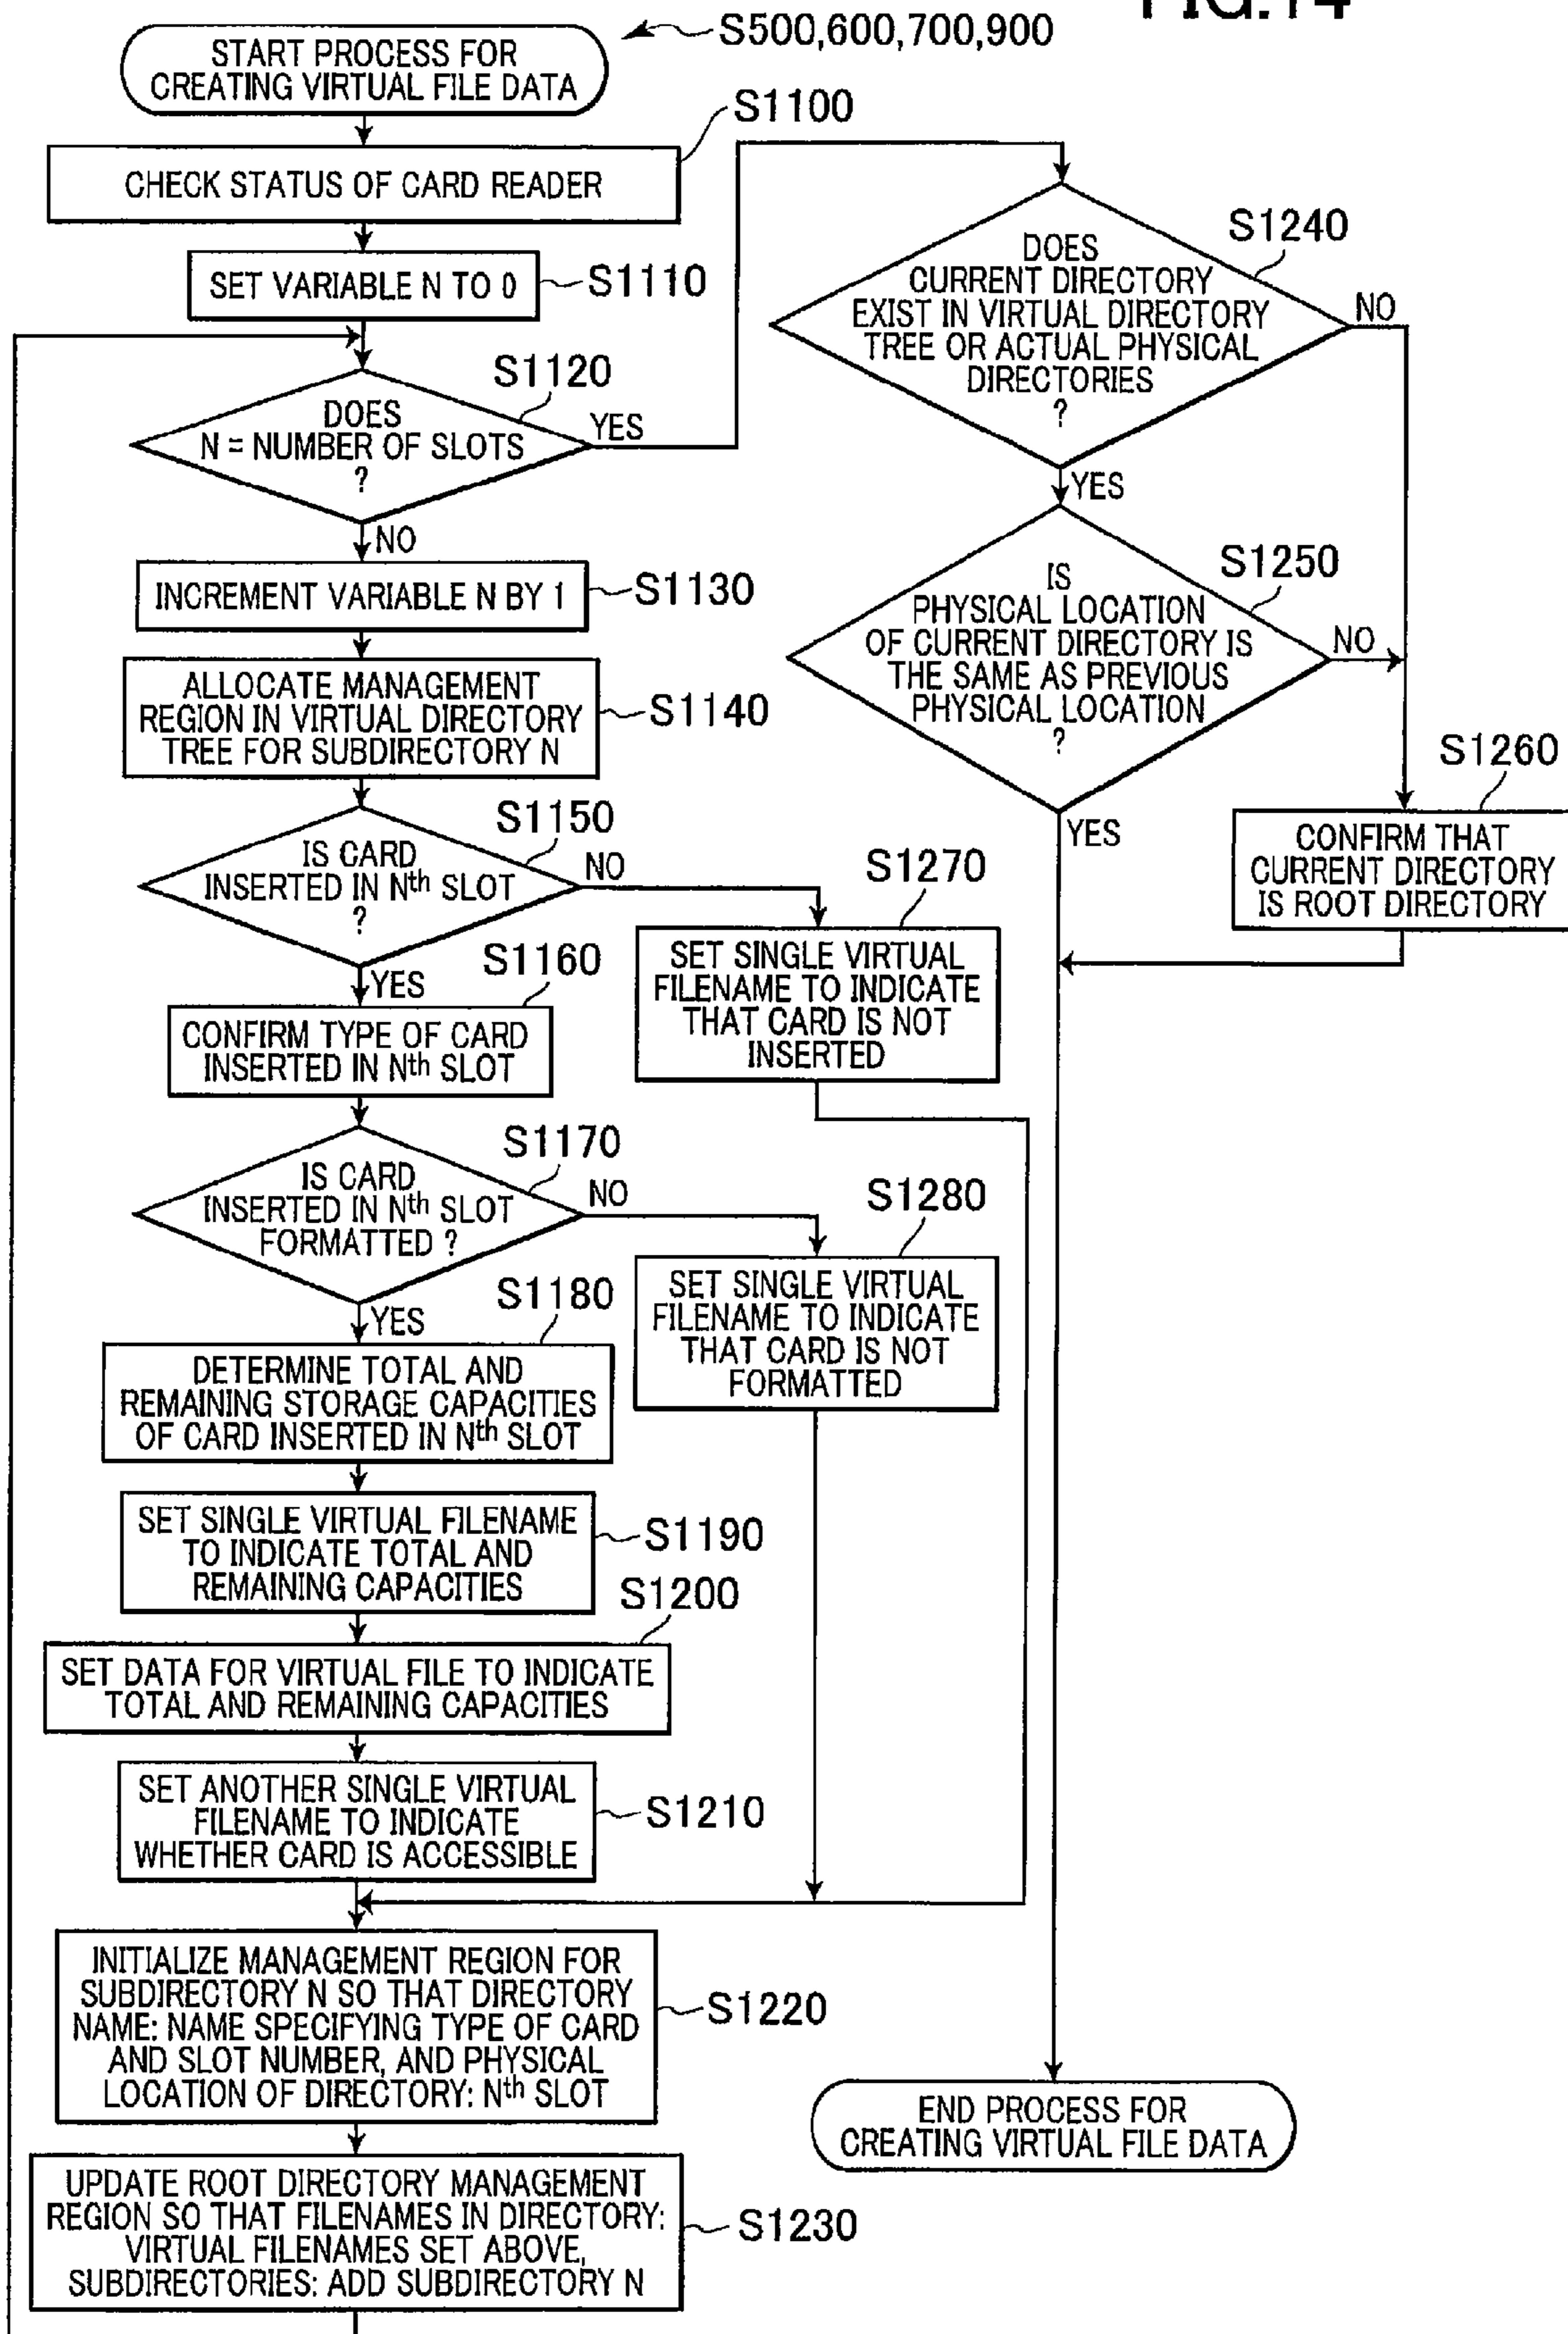 FIG.14
START PROCESS FOR
CREATING VIRTUAL FILE DATA
S500,600,700,900
S1100
CHECK STATUS OF CARD READER
SET VARIABLE N TO 0
S1110
S1120
DOES
N = NUMBER OF SLOTS
?
YES
NO
INCREMENT VARIABLE N BY 1
S1130
ALLOCATE MANAGEMENT
REGION IN VIRTUAL DIRECTORY
TREE FOR SUBDIRECTORY N
S1140
S1150
IS CARD
INSERTED IN Nth SLOT
?
NO
YES
S1160
CONFIRM TYPE OF CARD
INSERTED IN Nth SLOT
S1170
IS CARD
INSERTED IN Nth SLOT
FORMATTED ?
NO
YES
S1180
DETERMINE TOTAL AND
REMAINING STORAGE CAPACITIES
OF CARD INSERTED IN Nth SLOT
SET SINGLE VIRTUAL FILENAME
TO INDICATE TOTAL AND
REMAINING CAPACITIES
S1190
S1200
SET DATA FOR VIRTUAL FILE TO INDICATE
TOTAL AND REMAINING CAPACITIES
SET ANOTHER SINGLE VIRTUAL
FILENAME TO INDICATE
WHETHER CARD IS ACCESSIBLE
S1210
INITIALIZE MANAGEMENT REGION FOR
SUBDIRECTORY N SO THAT DIRECTORY
NAME: NAME SPECIFYING TYPE OF CARD
AND SLOT NUMBER, AND PHYSICAL
LOCATION OF DIRECTORY: Nth SLOT
S1220
UPDATE ROOT DIRECTORY MANAGEMENT
REGION SO THAT FILENAMES IN DIRECTORY:
VIRTUAL FILENAMES SET ABOVE,
SUBDIRECTORIES: ADD SUBDIRECTORY N
S1230
S1270
SET SINGLE VIRTUAL
FILENAME TO INDICATE
THAT CARD IS NOT
INSERTED
S1280
SET SINGLE VIRTUAL
FILENAME TO INDICATE
THAT CARD IS NOT
FORMATTED
S1240
DOES
CURRENT DIRECTORY
EXIST IN VIRTUAL DIRECTORY
TREE OR ACTUAL PHYSICAL
DIRECTORIES
?
NO
YES
S1250
IS
PHYSICAL LOCATION
OF CURRENT DIRECTORY IS
THE SAME AS PREVIOUS
PHYSICAL LOCATION
?
NO
YES
S1260
CONFIRM THAT
CURRENT DIRECTORY
IS ROOT DIRECTORY
END PROCESS FOR
CREATING VIRTUAL FILE DATA